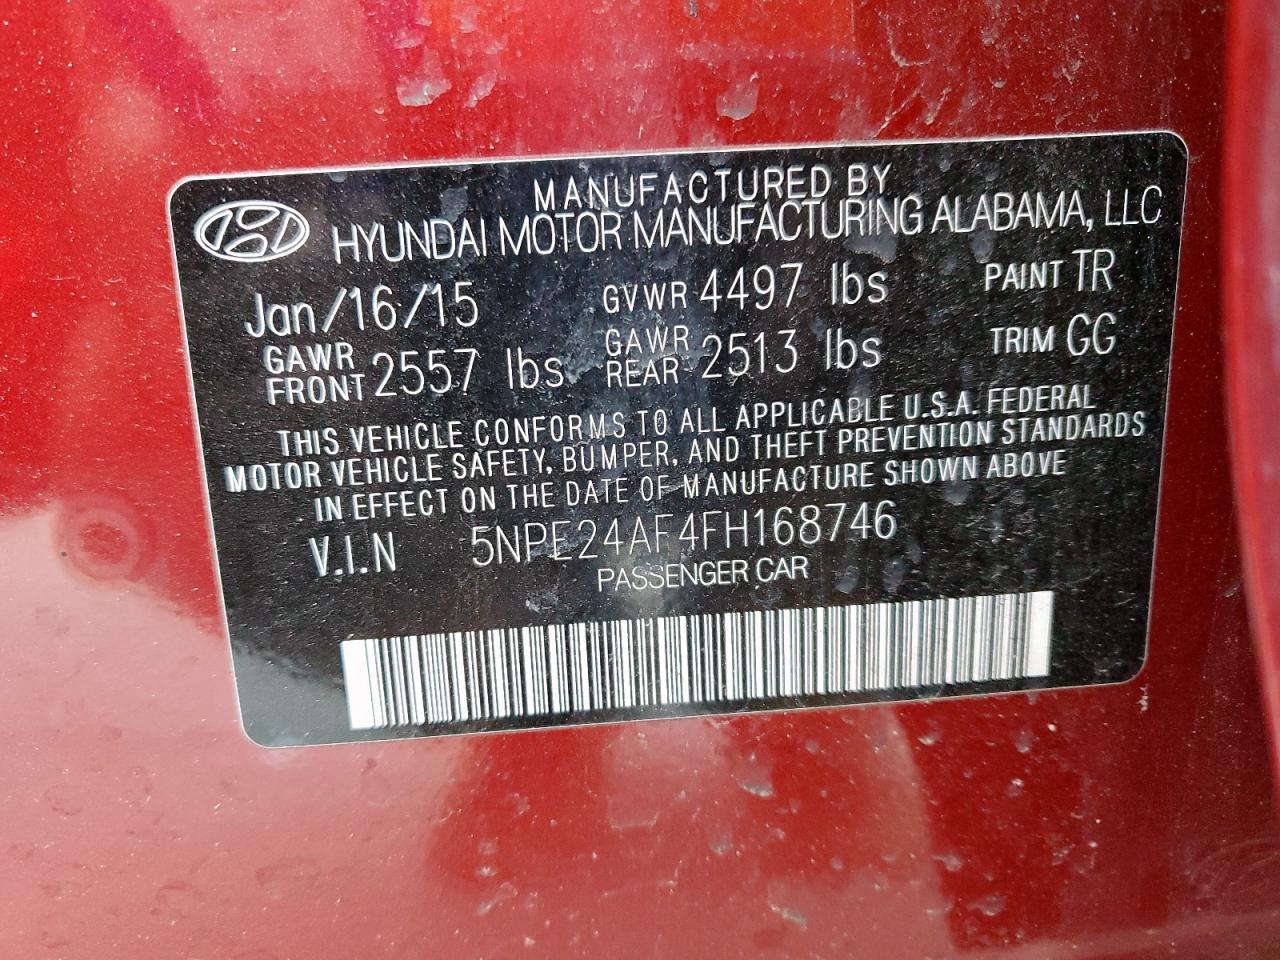 MANUFACTURED BY
HYUNDAI MOTOR MANUFACTURING ALABAMA, LLC
Jan/16/15 GVWR 4497 lbs PAINT TR
GAWR FRONT 2557 lbs GAWR REAR 2513 lbs TRIM GG
THIS VEHICLE CONFORMS TO ALL APPLICABLE U.S.A. FEDERAL
MOTOR VEHICLE SAFETY, BUMPER, AND THEFT PREVENTION STANDARDS
IN EFFECT ON THE DATE OF MANUFACTURE SHOWN ABOVE
V.I.N 5NPE24AF4FH168746
PASSENGER CAR